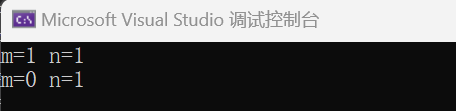 Microsoft Visual Studio 调试控制台
m=1 n=1
m=0 n=1